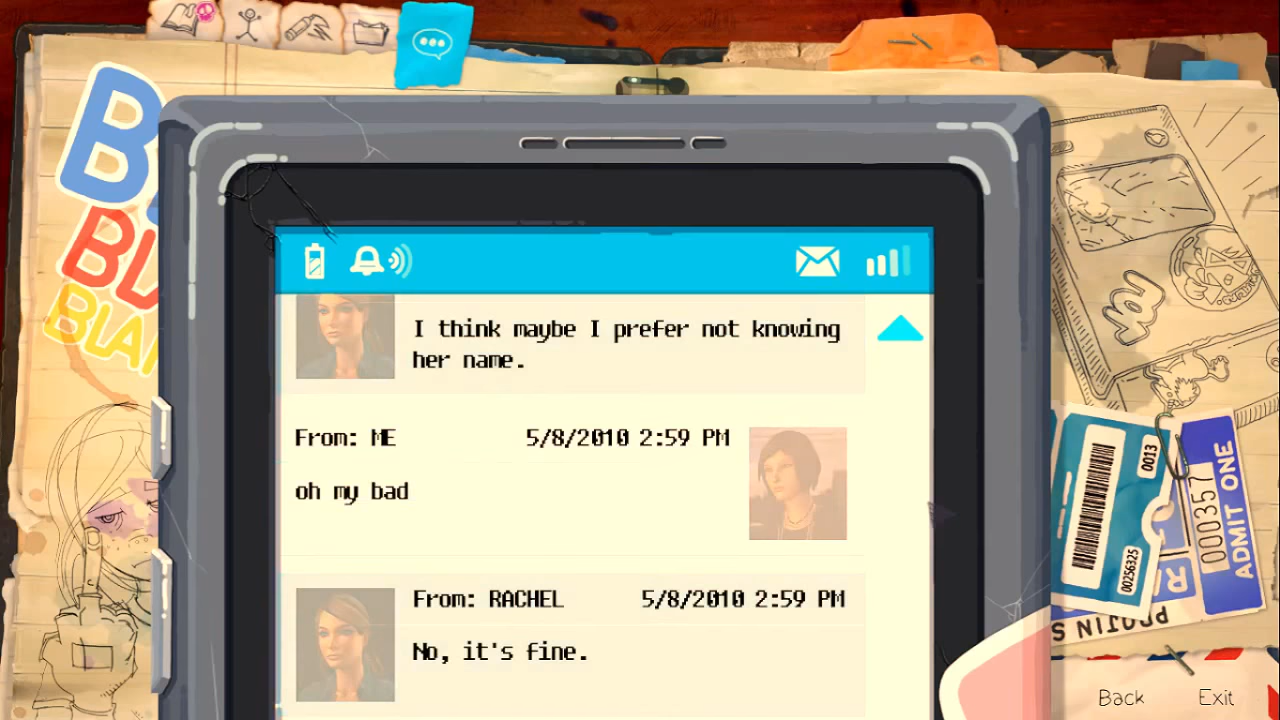 I think maybe I prefer not knowing
her name.
From: ME 5/8/2010 2:59 PM
oh my bad
From: RACHEL 5/8/2010 2:59 PM
No, it's fine.
0013
00256325
000357
ADMIT ONE
Back Exit